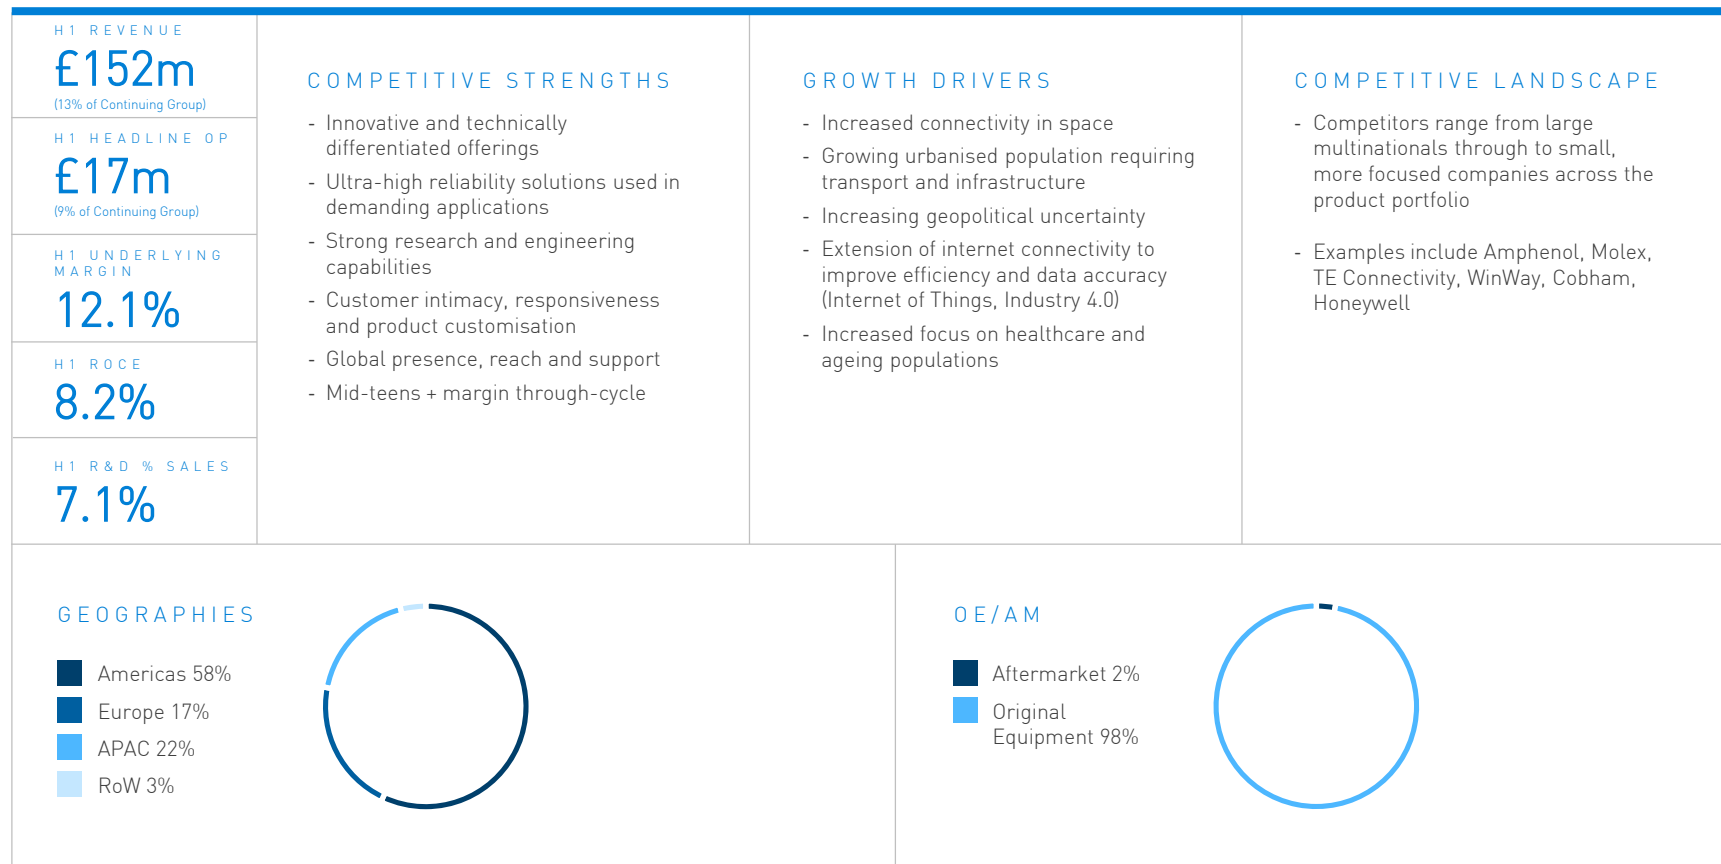 H1 REVENUE
£152m
(13% of Continuing Group)
H1 HEADLINE OP
£17m
(9% of Continuing Group)
H1 UNDERLYING
MARGIN
12.1%
H1 ROCE
8.2%
H1 R&D % SALES
7.1%
COMPETITIVE STRENGTHS
- Innovative and technically
differentiated offerings
- Ultra-high reliability solutions used in
demanding applications
- Strong research and engineering
capabilities
- Customer intimacy, responsiveness
and product customisation
- Global presence, reach and support
- Mid-teens + margin through-cycle
GROWTH DRIVERS
- Increased connectivity in space
- Growing urbanised population requiring
transport and infrastructure
- Increasing geopolitical uncertainty
- Extension of internet connectivity to
improve efficiency and data accuracy
(Internet of Things, Industry 4.0)
- Increased focus on healthcare and
ageing populations
COMPETITIVE LANDSCAPE
- Competitors range from large
multinationals through to small,
more focused companies across the
product portfolio
- Examples include Amphenol, Molex,
TE Connectivity, WinWay, Cobham,
Honeywell
GEOGRAPHIES
Americas 58%
Europe 17%
APAC 22%
RoW 3%
OE/AM
Aftermarket 2%
Original
Equipment 98%